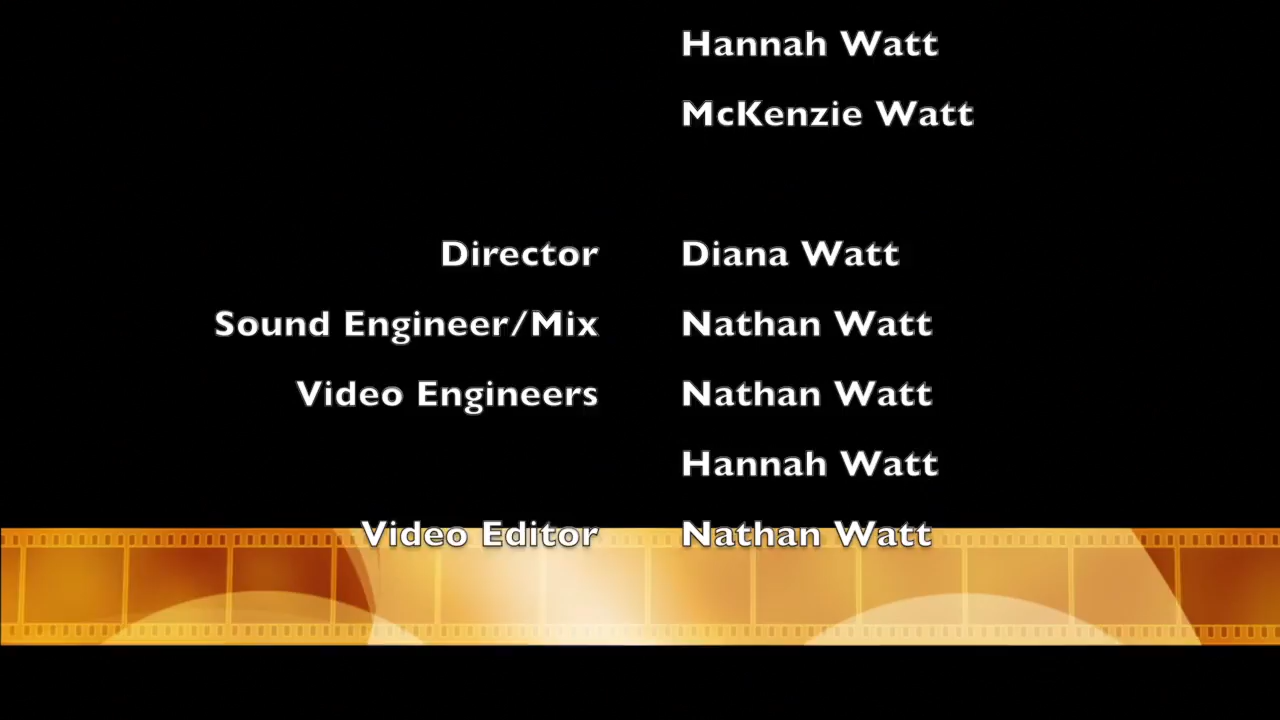 Hannah Watt
McKenzie Watt
Director Diana Watt
Sound Engineer/Mix Nathan Watt
Video Engineers Nathan Watt
Hannah Watt
Video Editor Nathan Watt